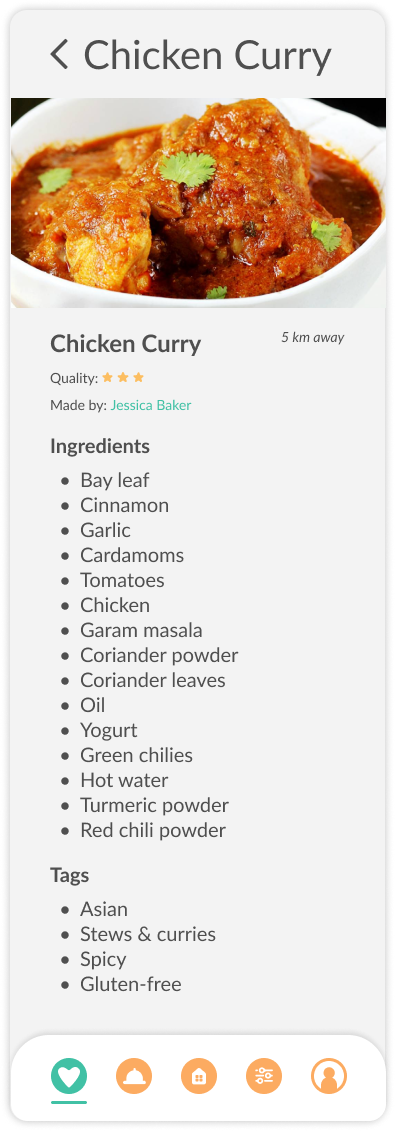 Chicken Curry
Chicken Curry
5 km away
Quality:
Made by: Jessica Baker
Ingredients
Bay leaf
Cinnamon
Garlic
Cardamoms
Tomatoes
Chicken
Garam masala
Coriander powder
Coriander leaves
Oil
Yogurt
Green chilies
Hot water
Turmeric powder
Red chili powder
Tags
Asian
Stews & curries
Spicy
Gluten-free